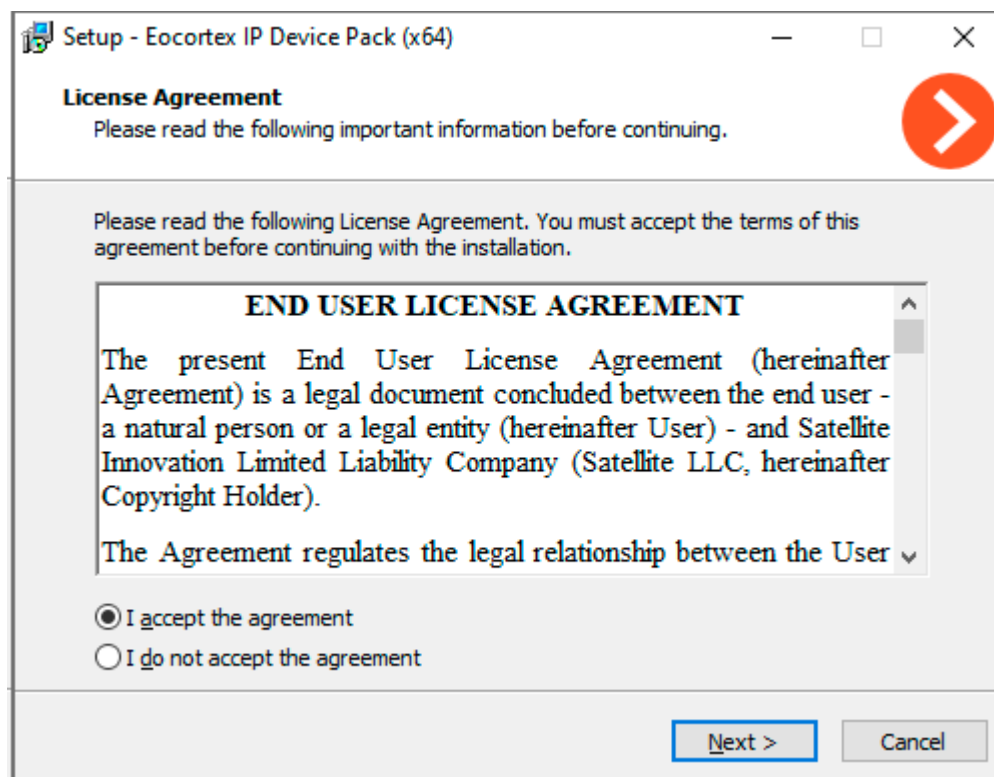 Setup - Eocortex IP Device Pack (x64)
License Agreement
Please read the following important information before continuing.
Please read the following License Agreement. You must accept the terms of this
agreement before continuing with the installation.
END USER LICENSE AGREEMENT
The present End User License Agreement (hereinafter
Agreement) is a legal document concluded between the end user -
a natural person or a legal entity (hereinafter User) - and Satellite
Innovation Limited Liability Company (Satellite LLC, hereinafter
Copyright Holder).
The Agreement regulates the legal relationship between the User
I accept the agreement
I do not accept the agreement
Next >
Cancel